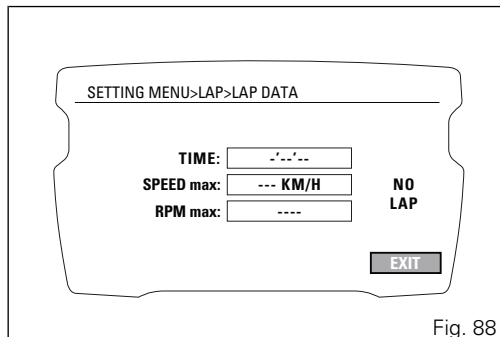 SETTING MENU>LAP>LAP DATA
TIME: -'--'--
SPEED max: --- KM/H
RPM max: ----
NO
LAP
EXIT
Fig. 88